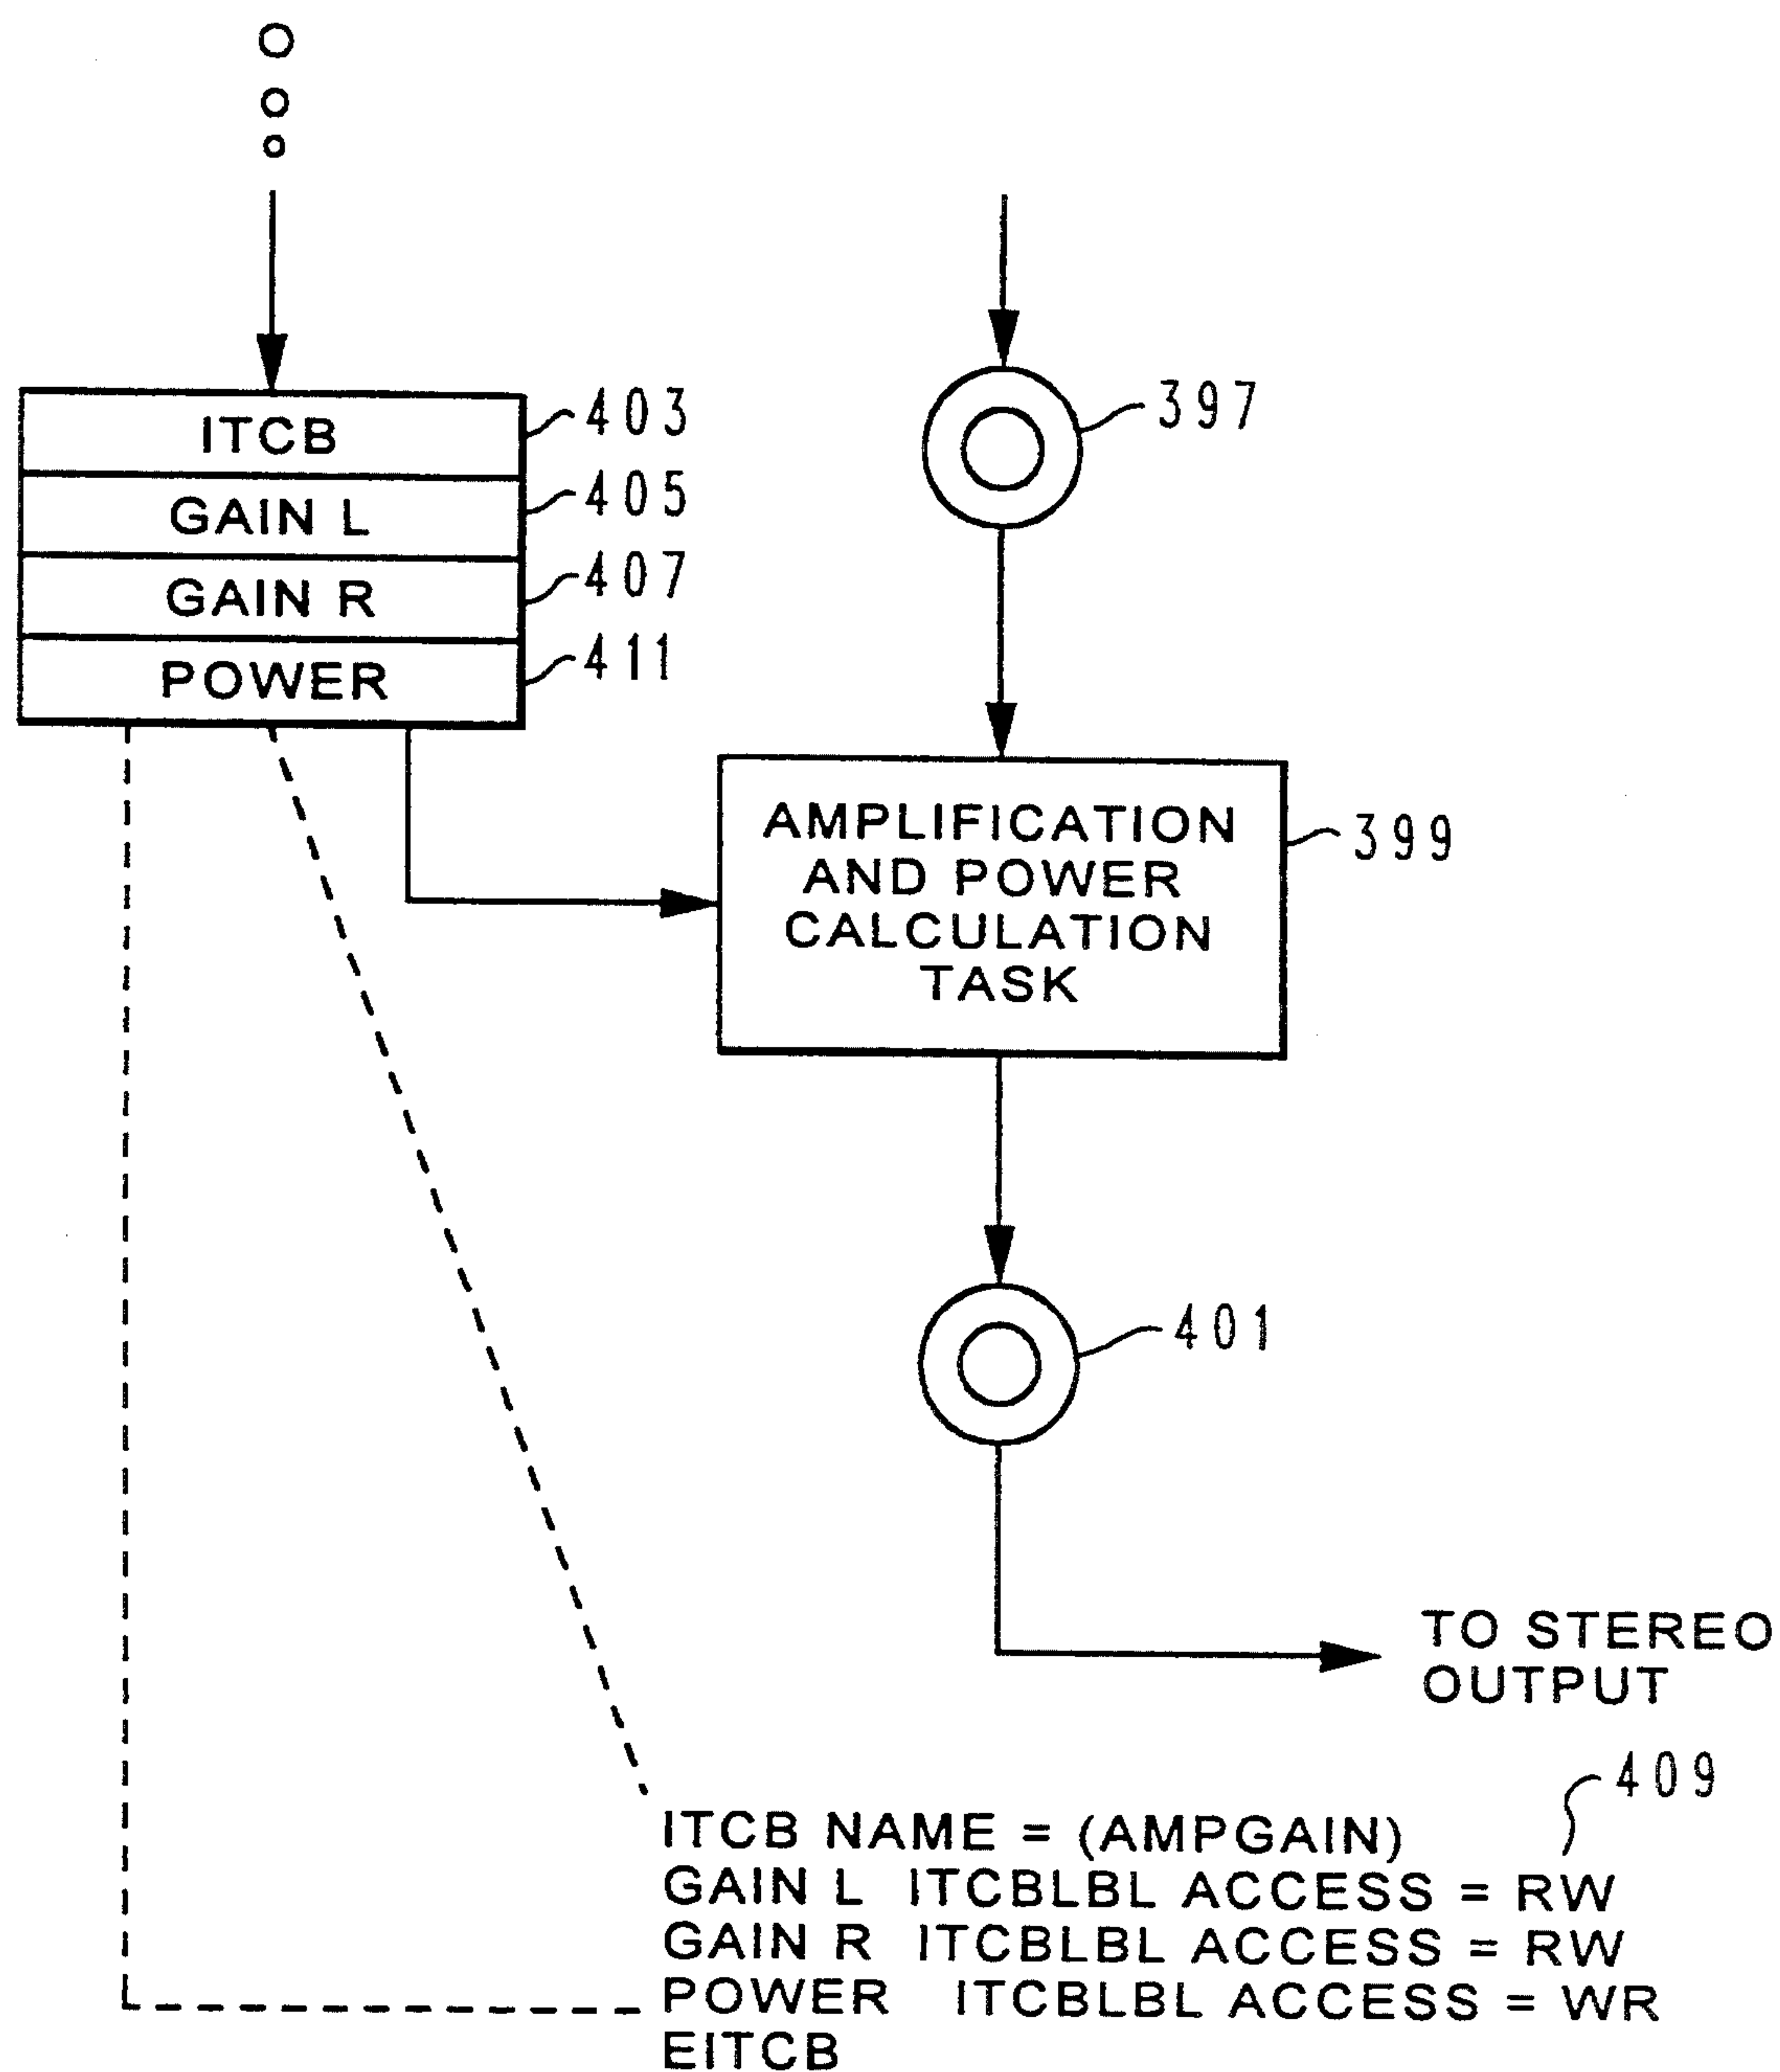 ITCB
403
GAIN L
405
GAIN R
407
POWER
411
397
AMPLIFICATION
AND POWER
CALCULATION
TASK
399
401
TO STEREO
OUTPUT
409
ITCB NAME = (AMPGAIN)
GAIN L ITCBLBL ACCESS = RW
GAIN R ITCBLBL ACCESS = RW
POWER ITCBLBL ACCESS = WR
EITCB